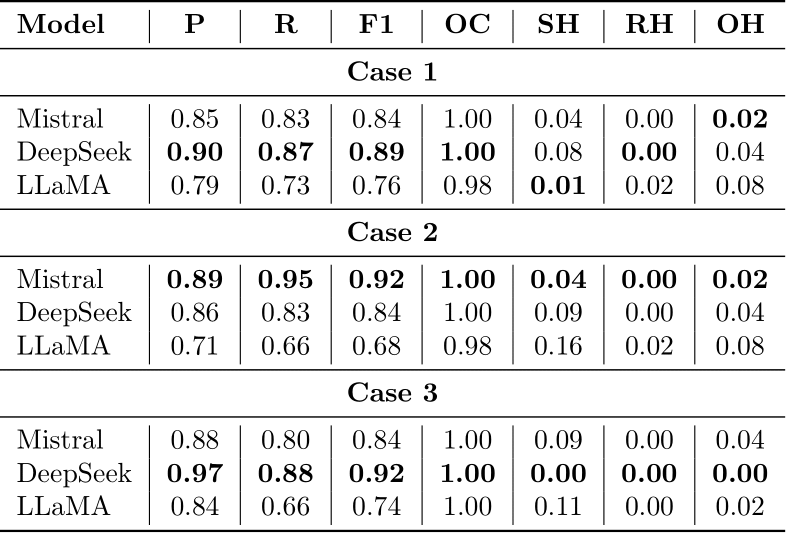 Model P R F1 OC SH RH OH
Case 1
Mistral 0.85 0.83 0.84 1.00 0.04 0.00 0.02
DeepSeek 0.90 0.87 0.89 1.00 0.08 0.00 0.04
LLaMA 0.79 0.73 0.76 0.98 0.01 0.02 0.08
Case 2
Mistral 0.89 0.95 0.92 1.00 0.04 0.00 0.02
DeepSeek 0.86 0.83 0.84 1.00 0.09 0.00 0.04
LLaMA 0.71 0.66 0.68 0.98 0.16 0.02 0.08
Case 3
Mistral 0.88 0.80 0.84 1.00 0.09 0.00 0.04
DeepSeek 0.97 0.88 0.92 1.00 0.00 0.00 0.00
LLaMA 0.84 0.66 0.74 1.00 0.11 0.00 0.02